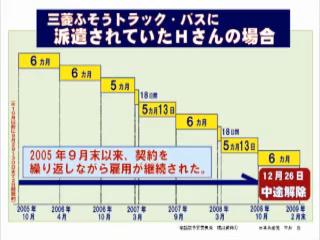 三菱ふそうトラック・バスに
派遣されていたHさんの場合
6カ月
6カ月
5カ月
18日間
5カ月13日
6カ月
18日間
5カ月13日
6カ月
2005年9月末以来、契約を
繰り返しながら雇用が継続された。
12月26日
中途解除
2005年
10月
2006年
4月
2006年
10月
2007年
4月
2007年
10月
2008年
4月
2008年
10月
2009年
2月末